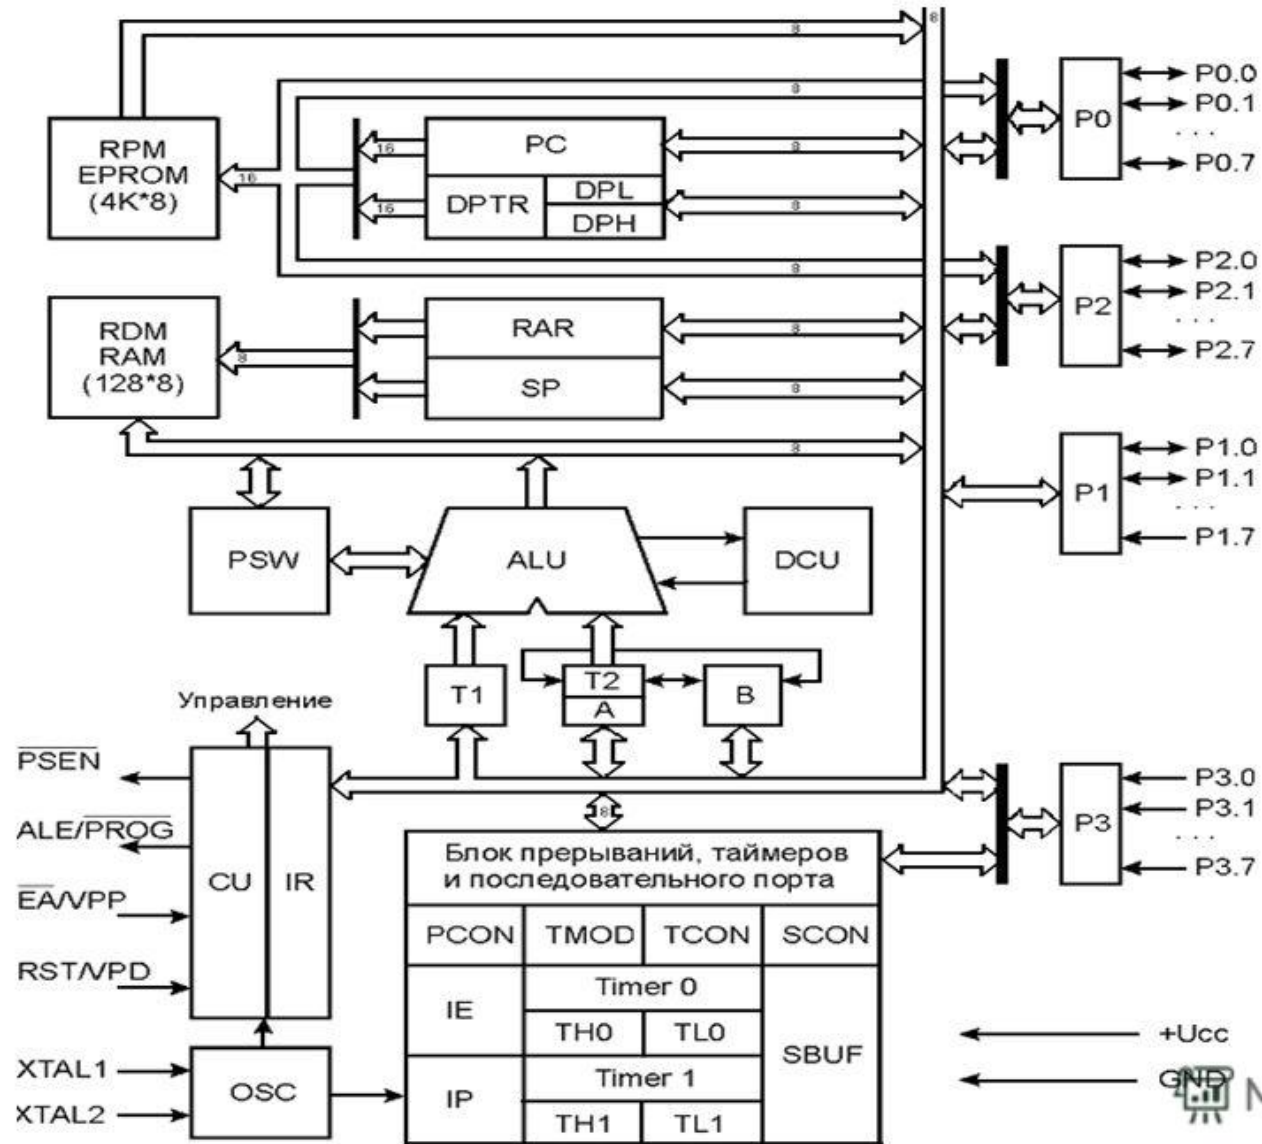 8
8
8
RPM
EPROM
(4K*8)
16
16
16
PC
DPTR
DPL
DPH
8
8
8
P0
P0.0
P0.1
. . .
P0.7
RDM
RAM
(128*8)
8
RAR
SP
8
8
8
P2
P2.0
P2.1
. . .
P2.7
P1
P1.0
P1.1
. . .
P1.7
PSW
ALU
DCU
T1
T2
A
B
Управление
PSEN
ALE/PROG
EA/VPP
RST/VPD
CU
IR
XTAL1
XTAL2
OSC
8
Блок прерываний, таймеров
и последовательного порта
PCON
TMOD
TCON
SCON
IE
Timer 0
TH0
TL0
SBUF
IP
Timer 1
TH1
TL1
P3
P3.0
P3.1
. . .
P3.7
+Ucc
GND